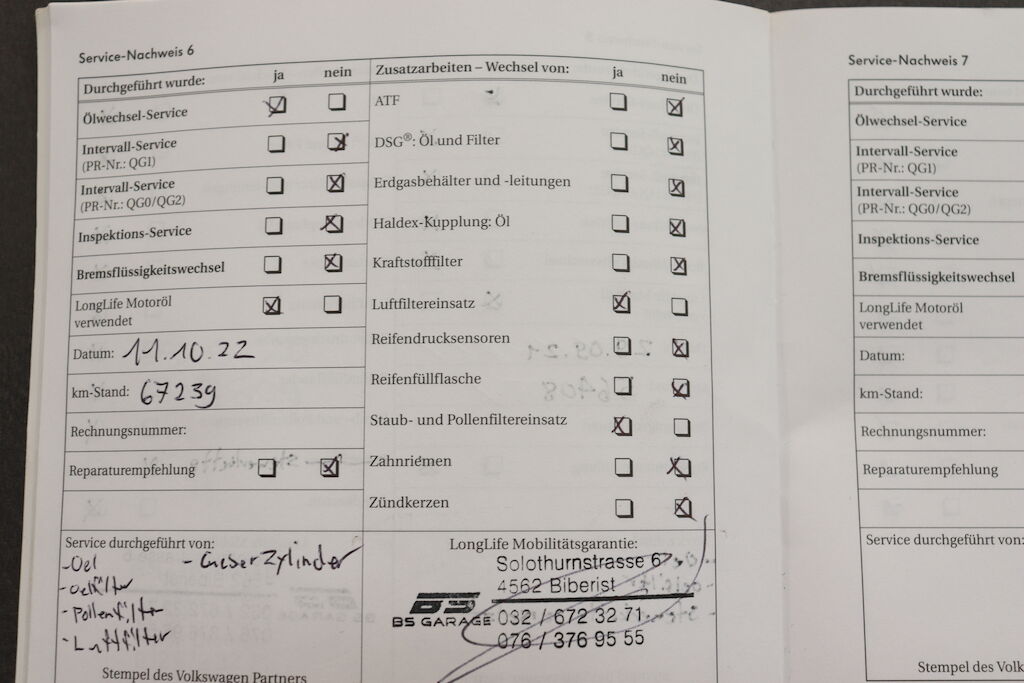 Service-Nachweis 6
Durchgeführt wurde: ja nein
Ölwechsel-Service
Intervall-Service
(PR-Nr.: QG1)
Intervall-Service
(PR-Nr.: QG0/QG2)
Inspektions-Service
Bremsflüssigkeitswechsel
LongLife Motoröl
verwendet
Datum: 11.10.22
km-Stand: 67239
Rechnungsnummer:
Reparaturempfehlung
Service durchgeführt von:
-Oel
-oelfilter
-Pollenfilter
-Luftfilter
Stempel des Volkswagen Partners
Zusatzarbeiten – Wechsel von: ja nein
ATF
DSG®: Öl und Filter
Erdgasbehälter und -leitungen
Haldex-Kupplung: Öl
Kraftstofffilter
Luftfiltereinsatz
Reifendrucksensoren
Reifenfüllflasche
Staub- und Pollenfiltereinsatz
Zahnriemen
Zündkerzen
LongLife Mobilitätsgarantie:
Solothurnstrasse 67
4562 Biberist
BS GARAGE 032 / 672 32 71
076 / 376 95 55
Service-Nachweis 7
Durchgeführt wurde:
Ölwechsel-Service
Intervall-Service
(PR-Nr.: QG1)
Intervall-Service
(PR-Nr.: QG0/QG2)
Inspektions-Service
Bremsflüssigkeitswechsel
LongLife Motoröl
verwendet
Datum:
km-Stand:
Rechnungsnummer:
Reparaturempfehlung
Service durchgeführt von:
Stempel des Volk